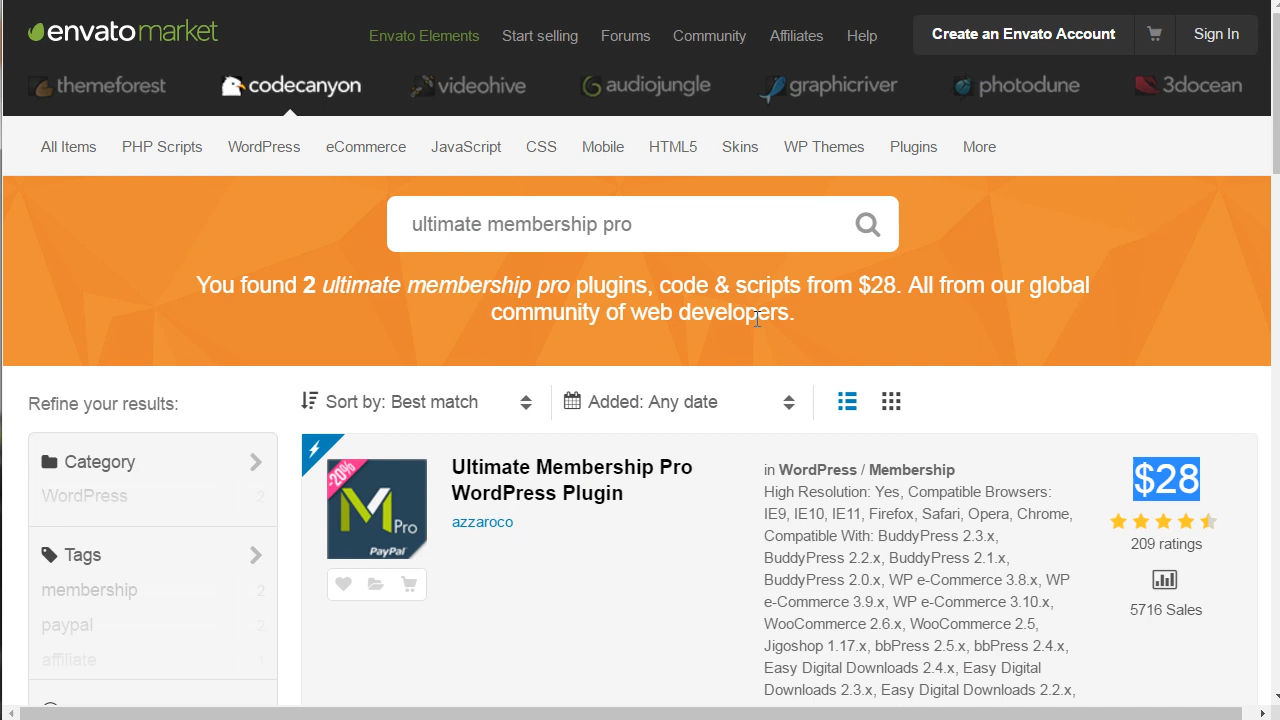 envatomarket
Envato Elements Start selling Forums Community Affiliates Help
Create an Envato Account
Sign In
themeforest codecanyon videohive audiojungle graphicriver photodune 3docean
All Items PHP Scripts WordPress eCommerce JavaScript CSS Mobile HTML5 Skins WP Themes Plugins More
ultimate membership pro
You found 2 ultimate membership pro plugins, code & scripts from $28. All from our global
community of web developers.
Refine your results:
Sort by: Best match
Added: Any date
Category
WordPress 2
Tags
membership 2
paypal 2
affiliate 1
-20%
M Pro
PayPal
Ultimate Membership Pro
WordPress Plugin
azzaroco
in WordPress / Membership
High Resolution: Yes, Compatible Browsers:
IE9, IE10, IE11, Firefox, Safari, Opera, Chrome,
Compatible With: BuddyPress 2.3.x,
BuddyPress 2.2.x, BuddyPress 2.1.x,
BuddyPress 2.0.x, WP e-Commerce 3.8.x, WP
e-Commerce 3.9.x, WP e-Commerce 3.10.x,
WooCommerce 2.6.x, WooCommerce 2.5,
Jigoshop 1.17.x, bbPress 2.5.x, bbPress 2.4.x,
Easy Digital Downloads 2.4.x, Easy Digital
Downloads 2.3.x, Easy Digital Downloads 2.2.x,
$28
209 ratings
5716 Sales